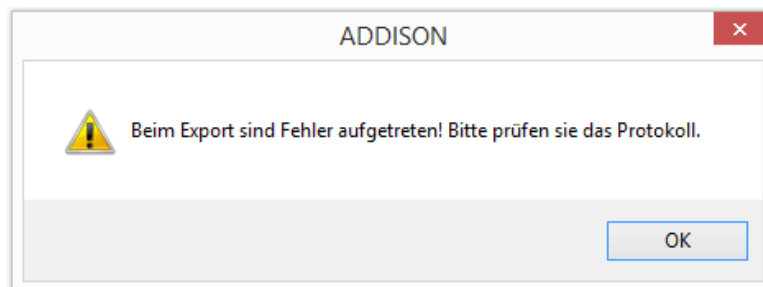 ADDISON
Beim Export sind Fehler aufgetreten! Bitte prüfen sie das Protokoll.
OK